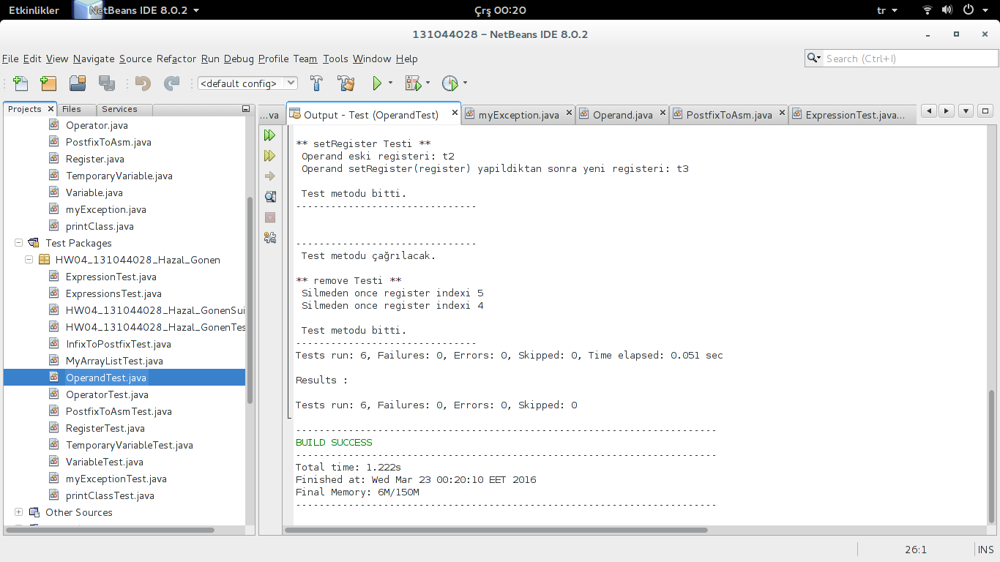 Etkinlikler NetBeans IDE 8.0.2 Çrş 00:20 tr
131044028 - NetBeans IDE 8.0.2
File Edit View Navigate Source Refactor Run Debug Profile Team Tools Window Help Search (Ctrl+I)
<default config>
Projects Files Services
...va Output - Test (OperandTest) myException.java Operand.java PostfixToAsm.java ExpressionTest.java...
Operator.java
PostfixToAsm.java
Register.java
TemporaryVariable.java
Variable.java
myException.java
printClass.java
Test Packages
HW04_131044028_Hazal_Gonen
ExpressionTest.java
ExpressionsTest.java
HW04_131044028_Hazal_GonenSui
HW04_131044028_Hazal_GonenTes
InfixToPostfixTest.java
MyArrayListTest.java
OperandTest.java
OperatorTest.java
PostfixToAsmTest.java
RegisterTest.java
TemporaryVariableTest.java
VariableTest.java
myExceptionTest.java
printClassTest.java
Other Sources
** setRegister Testi **
Operand eski registeri: t2
Operand setRegister(register) yapildiktan sonra yeni registeri: t3
Test metodu bitti.
-----------------------------
-----------------------------
Test metodu çağrılacak.
** remove Testi **
Silmeden once register indexi 5
Silmeden once register indexi 4
Test metodu bitti.
-----------------------------
Tests run: 6, Failures: 0, Errors: 0, Skipped: 0, Time elapsed: 0.051 sec
Results :
Tests run: 6, Failures: 0, Errors: 0, Skipped: 0
------------------------------------------------------------------------
BUILD SUCCESS
------------------------------------------------------------------------
Total time: 1.222s
Finished at: Wed Mar 23 00:20:10 EET 2016
Final Memory: 6M/150M
------------------------------------------------------------------------
26:1 INS